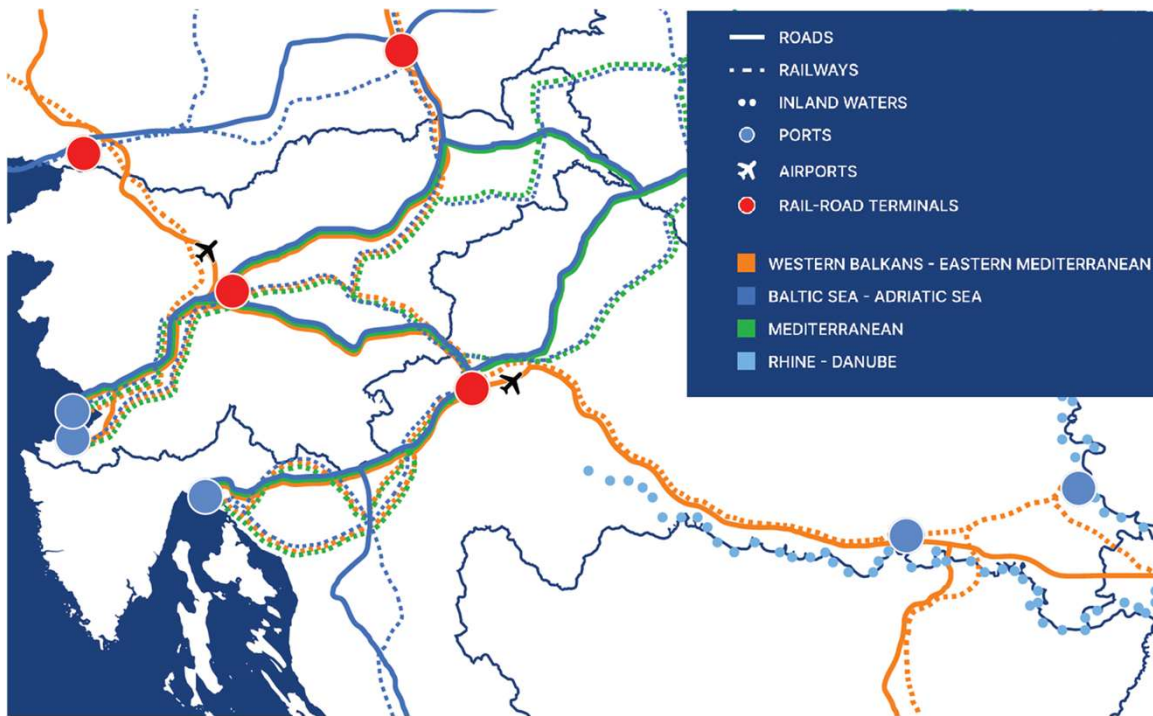 ROADS
RAILWAYS
INLAND WATERS
PORTS
AIRPORTS
RAIL-ROAD TERMINALS
WESTERN BALKANS - EASTERN MEDITERRANEAN
BALTIC SEA - ADRIATIC SEA
MEDITERRANEAN
RHINE - DANUBE